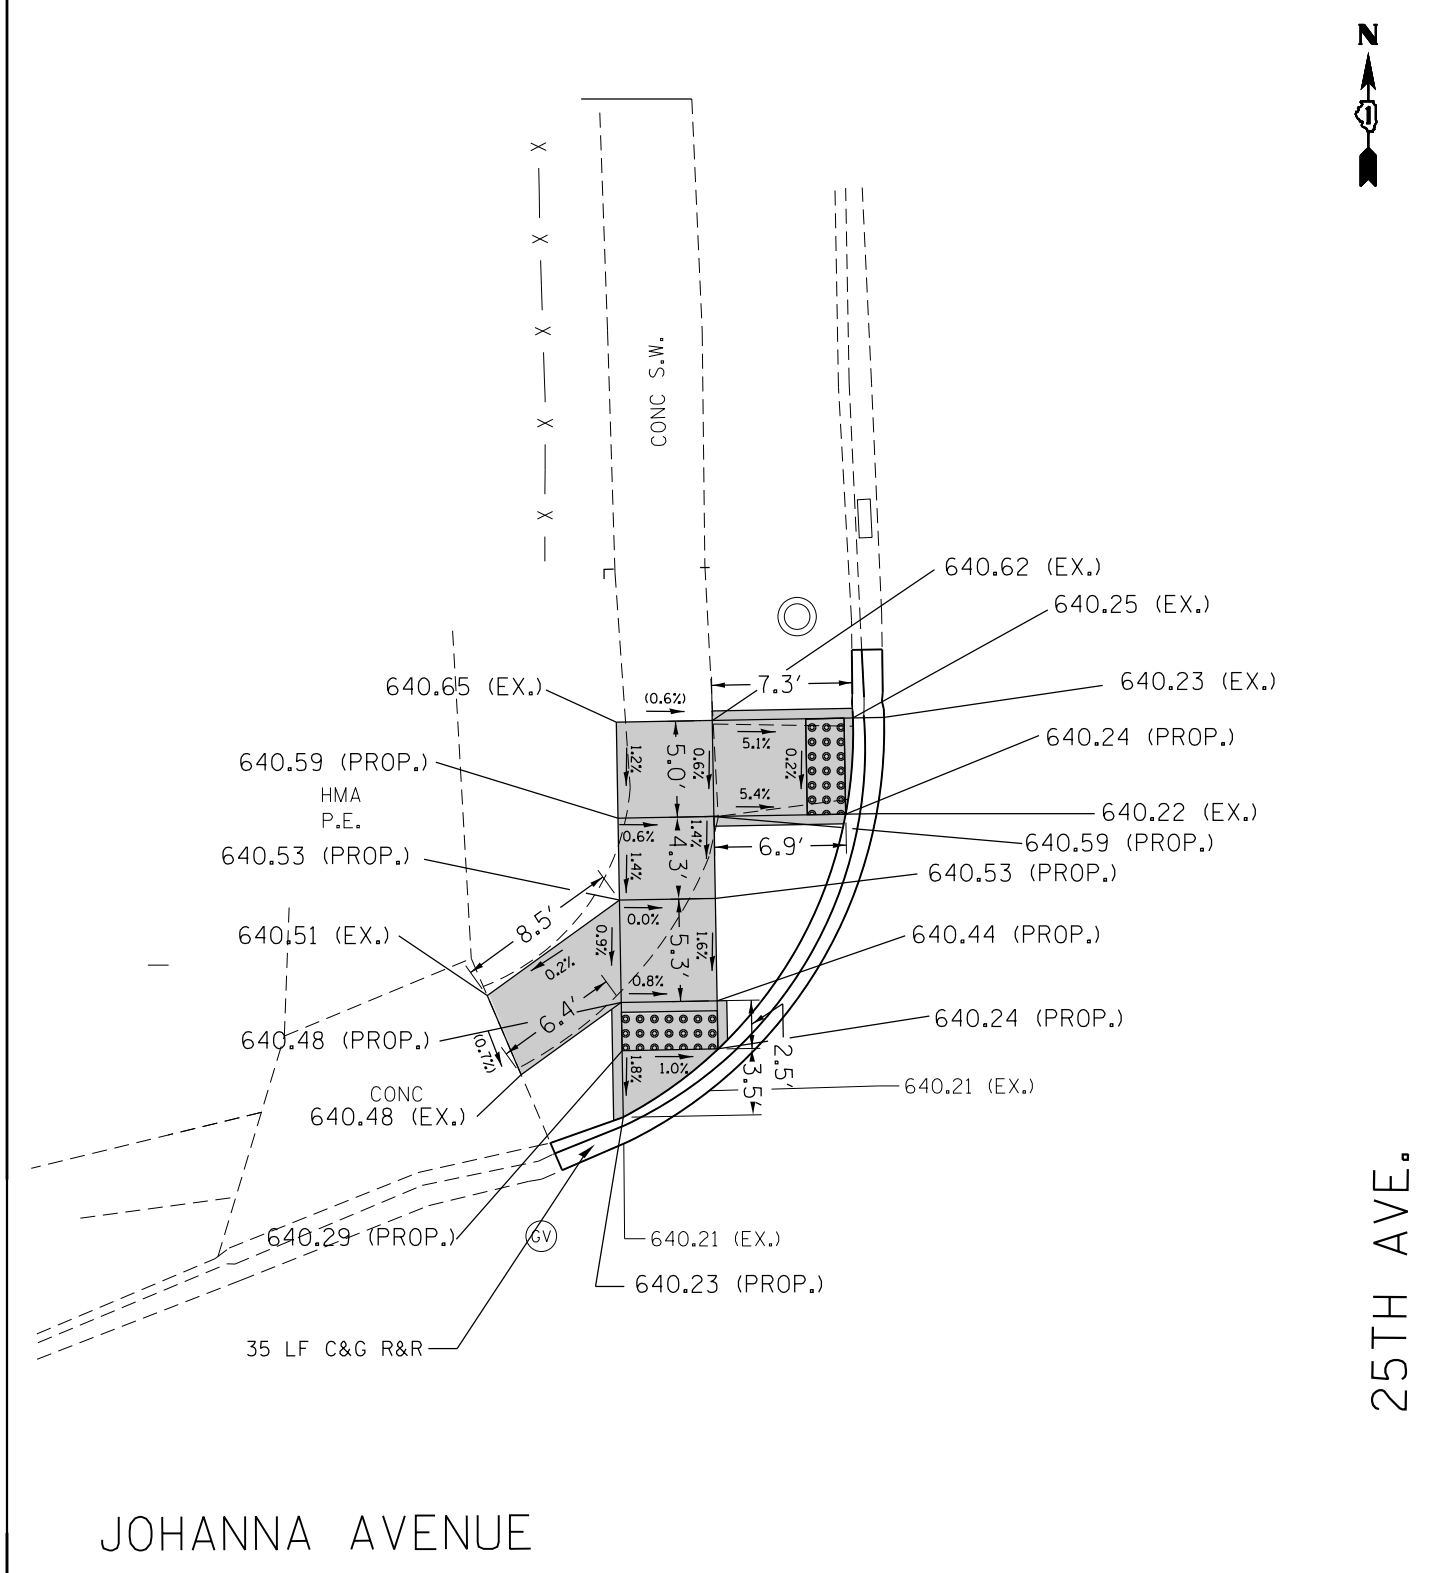 N
1
CONC S.W.
X
X
X
X
X
640.62 (EX.)
640.25 (EX.)
640.65 (EX.)
(0.6%)
7.3'
640.23 (EX.)
640.59 (PROP.)
1.2%
5.0'
0.6%
5.1%
0.2%
640.24 (PROP.)
HMA
P.E.
5.4%
640.22 (EX.)
640.53 (PROP.)
0.6%
4.3'
1.4%
1.4%
6.9'
640.59 (PROP.)
640.53 (PROP.)
8.5'
0.0%
640.51 (EX.)
0.2%
0.9%
5.3'
1.6%
640.44 (PROP.)
0.8%
6.4'
640.48 (PROP.)
(0.7%)
640.24 (PROP.)
1.8%
1.0%
2.5'
3.5'
640.21 (EX.)
CONC
640.48 (EX.)
640.29 (PROP.)
GV
640.21 (EX.)
640.23 (PROP.)
35 LF C&G R&R
25TH AVE.
JOHANNA AVENUE